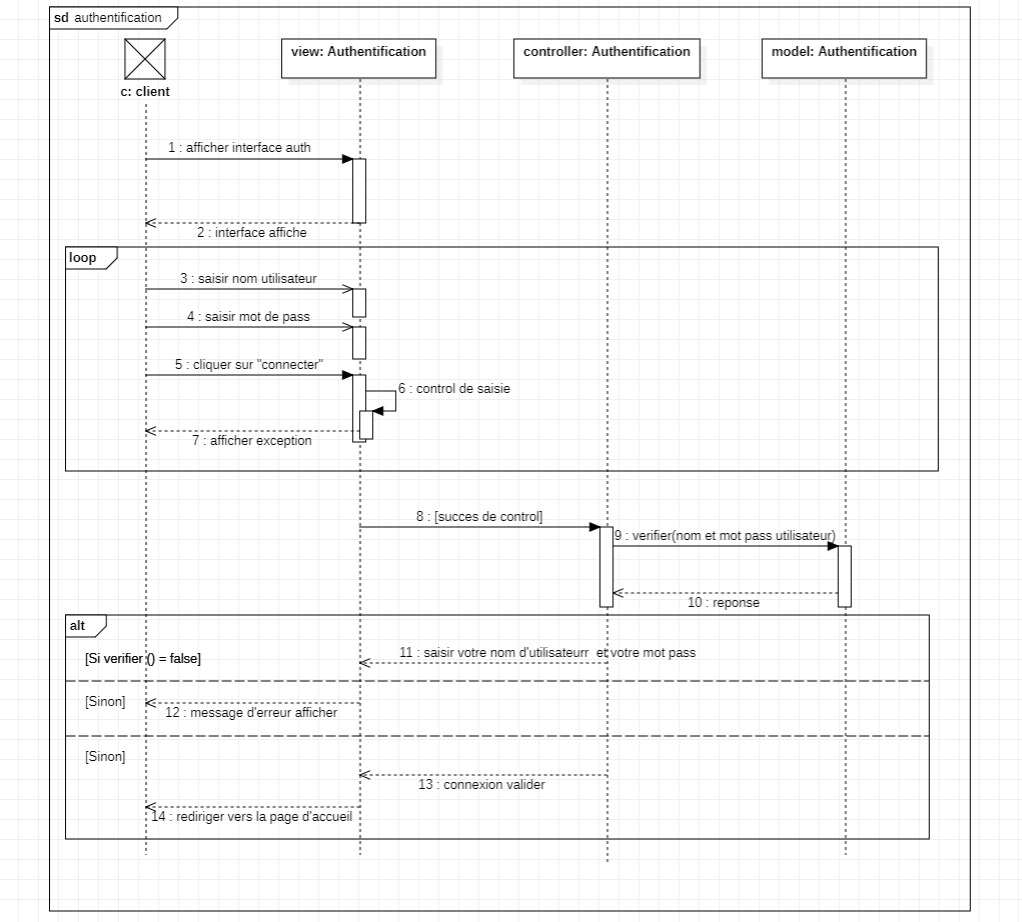 sd authentification
c: client
view: Authentification
controller: Authentification
model: Authentification
1 : afficher interface auth
2 : interface affiche
loop
3 : saisir nom utilisateur
4 : saisir mot de pass
5 : cliquer sur "connecter"
6 : control de saisie
7 : afficher exception
8 : [succes de control]
9 : verifier(nom et mot pass utilisateur)
10 : reponse
alt
[Si verifier () = false]
11 : saisir votre nom d'utilisateurr et votre mot pass
[Sinon]
12 : message d'erreur afficher
[Sinon]
13 : connexion valider
14 : rediriger vers la page d'accueil